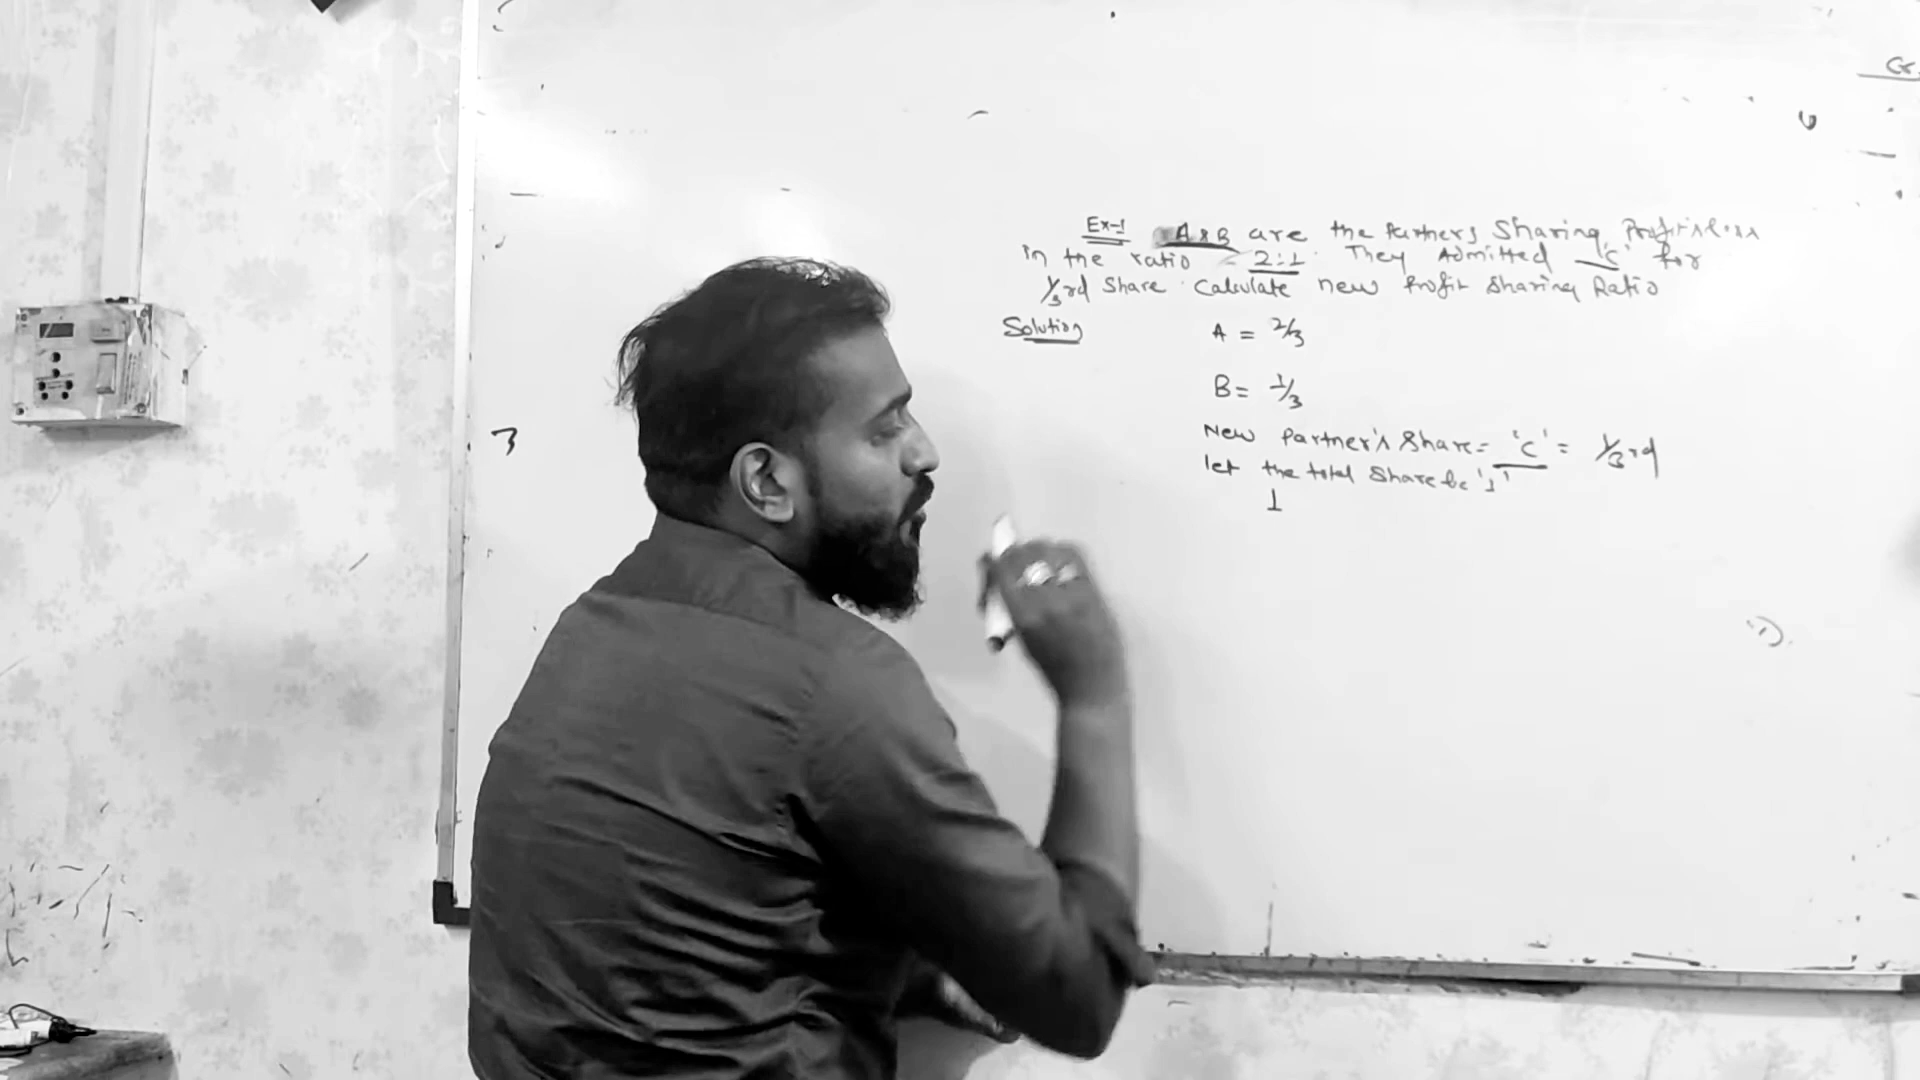 Ex-1 A & B are the Partners Sharing Profit & Loss
in the ratio - 2:1. They Admitted 'C' for
1/3rd Share. Calculate new Profit Sharing Ratio
Solution A = 2/3
B = 1/3
New Partner's Share = 'C' = 1/3rd
let the total Share be '1'
1